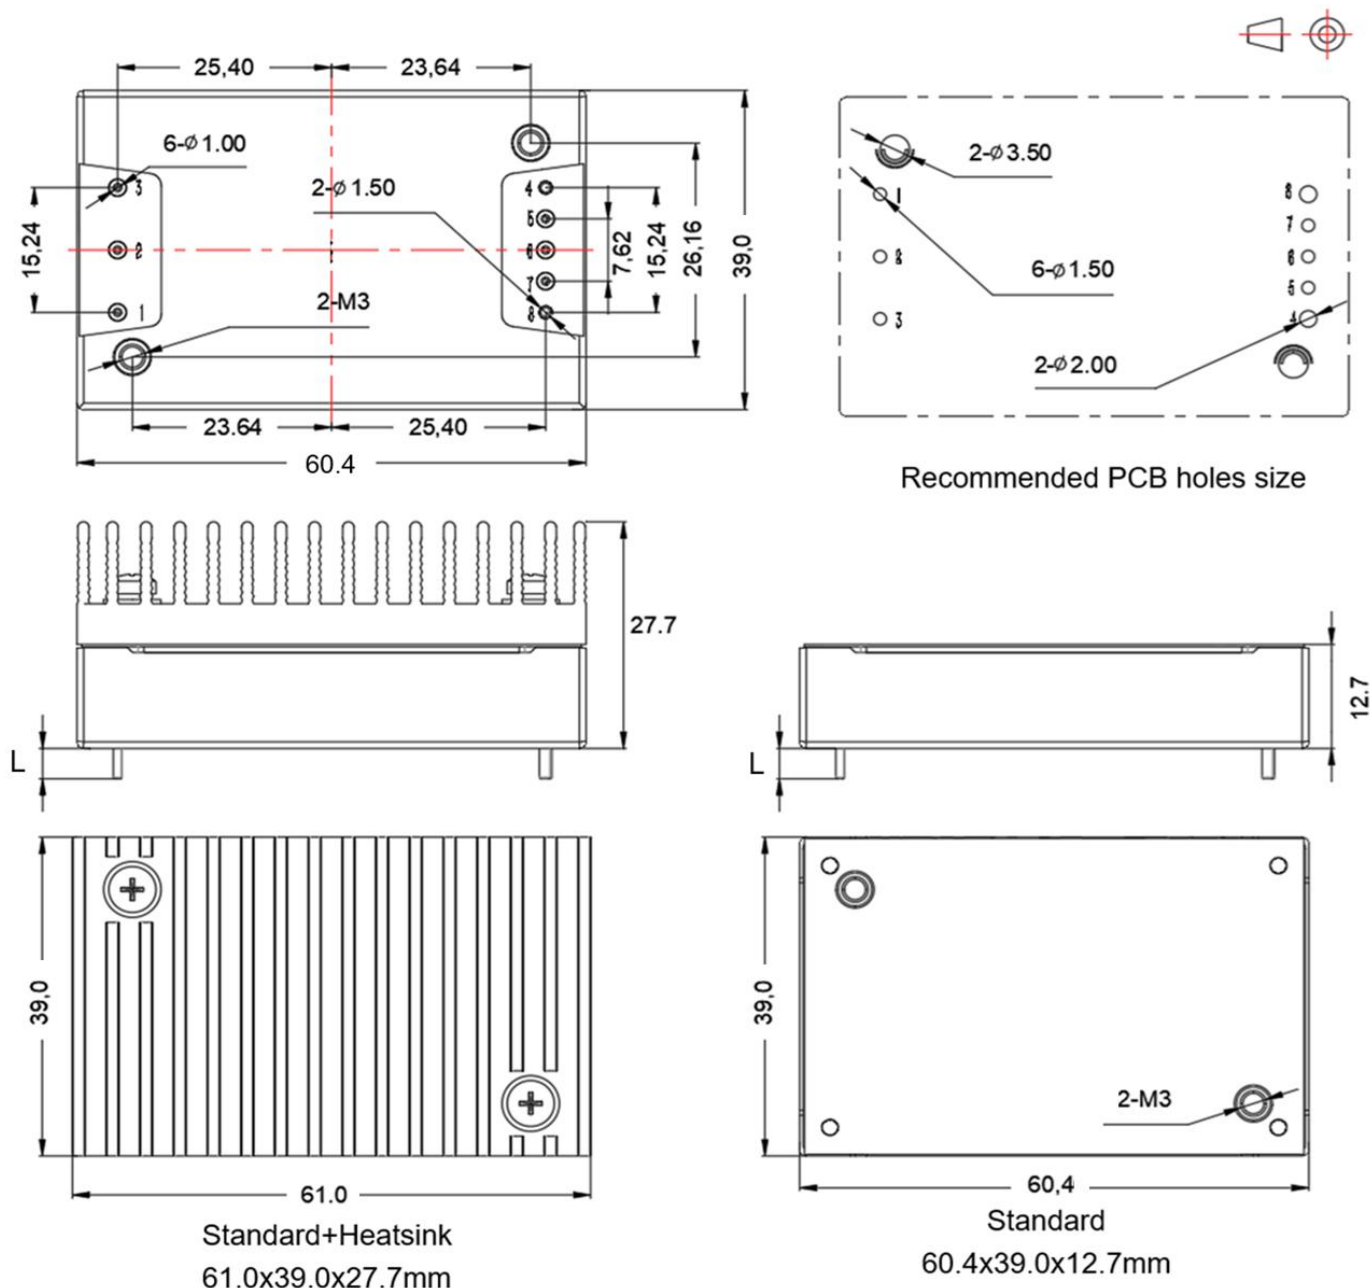 25,40
23,64
6-Ø1.00
2-Ø3.50
3
2-Ø1.50
4
1
8
5
7
15,24
2
6
7,62
15,24
26,16
39,0
2
6
6-Ø1.50
7
5
2-M3
1
8
3
4
2-Ø2.00
23.64
25,40
60.4
Recommended PCB holes size
27.7
12.7
L
L
39,0
39,0
2-M3
61.0
60,4
Standard+Heatsink
Standard
61.0x39.0x27.7mm
60.4x39.0x12.7mm